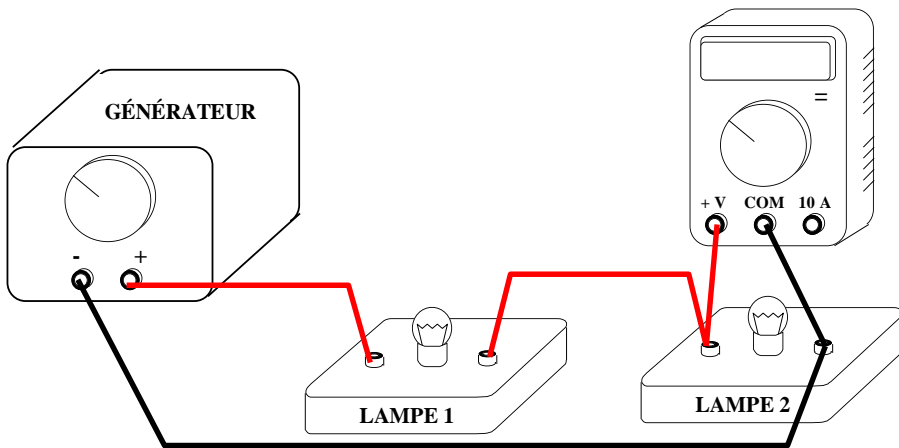 GÉNÉRATEUR
=
+ V COM 10 A
- +
LAMPE 1
LAMPE 2